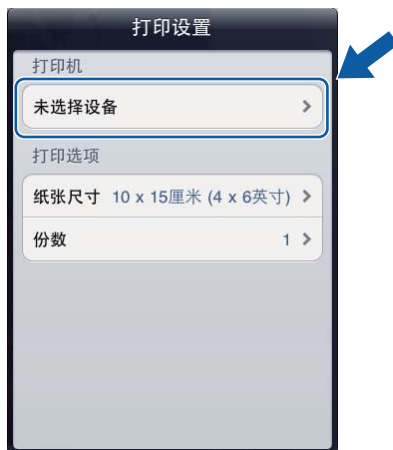 打印设置
打印机
未选择设备
打印选项
纸张尺寸 10 x 15厘米 (4 x 6英寸)
份数 1